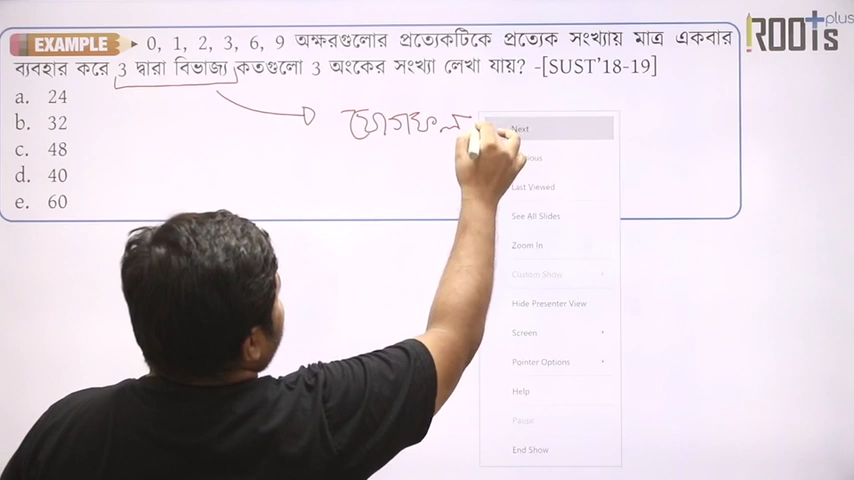 EXAMPLE 0, 1, 2, 3, 6, 9 অক্ষরগুলোর প্রত্যেকটিকে প্রত্যেক সংখ্যায় মাত্র একবার
ব্যবহার করে 3 দ্বারা বিভাজ্য কতগুলো 3 অংকের সংখ্যা লেখা যায়? -[SUST'18-19]
a. 24
b. 32
c. 48
d. 40
e. 60
যোগফল
ROOTs plus
Next
Last Viewed
See All Slides
Zoom In
Custom Show
Hide Presenter View
Screen
Pointer Options
Help
Pause
End Show